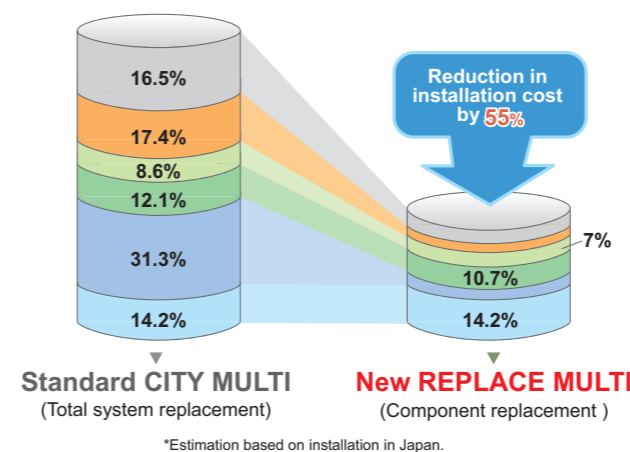 16.5%
17.4%
8.6%
12.1%
31.3%
14.2%
Reduction in
installation cost
by 55%
7%
10.7%
14.2%
Standard CITY MULTI
(Total system replacement)
New REPLACE MULTI
(Component replacement )
*Estimation based on installation in Japan.